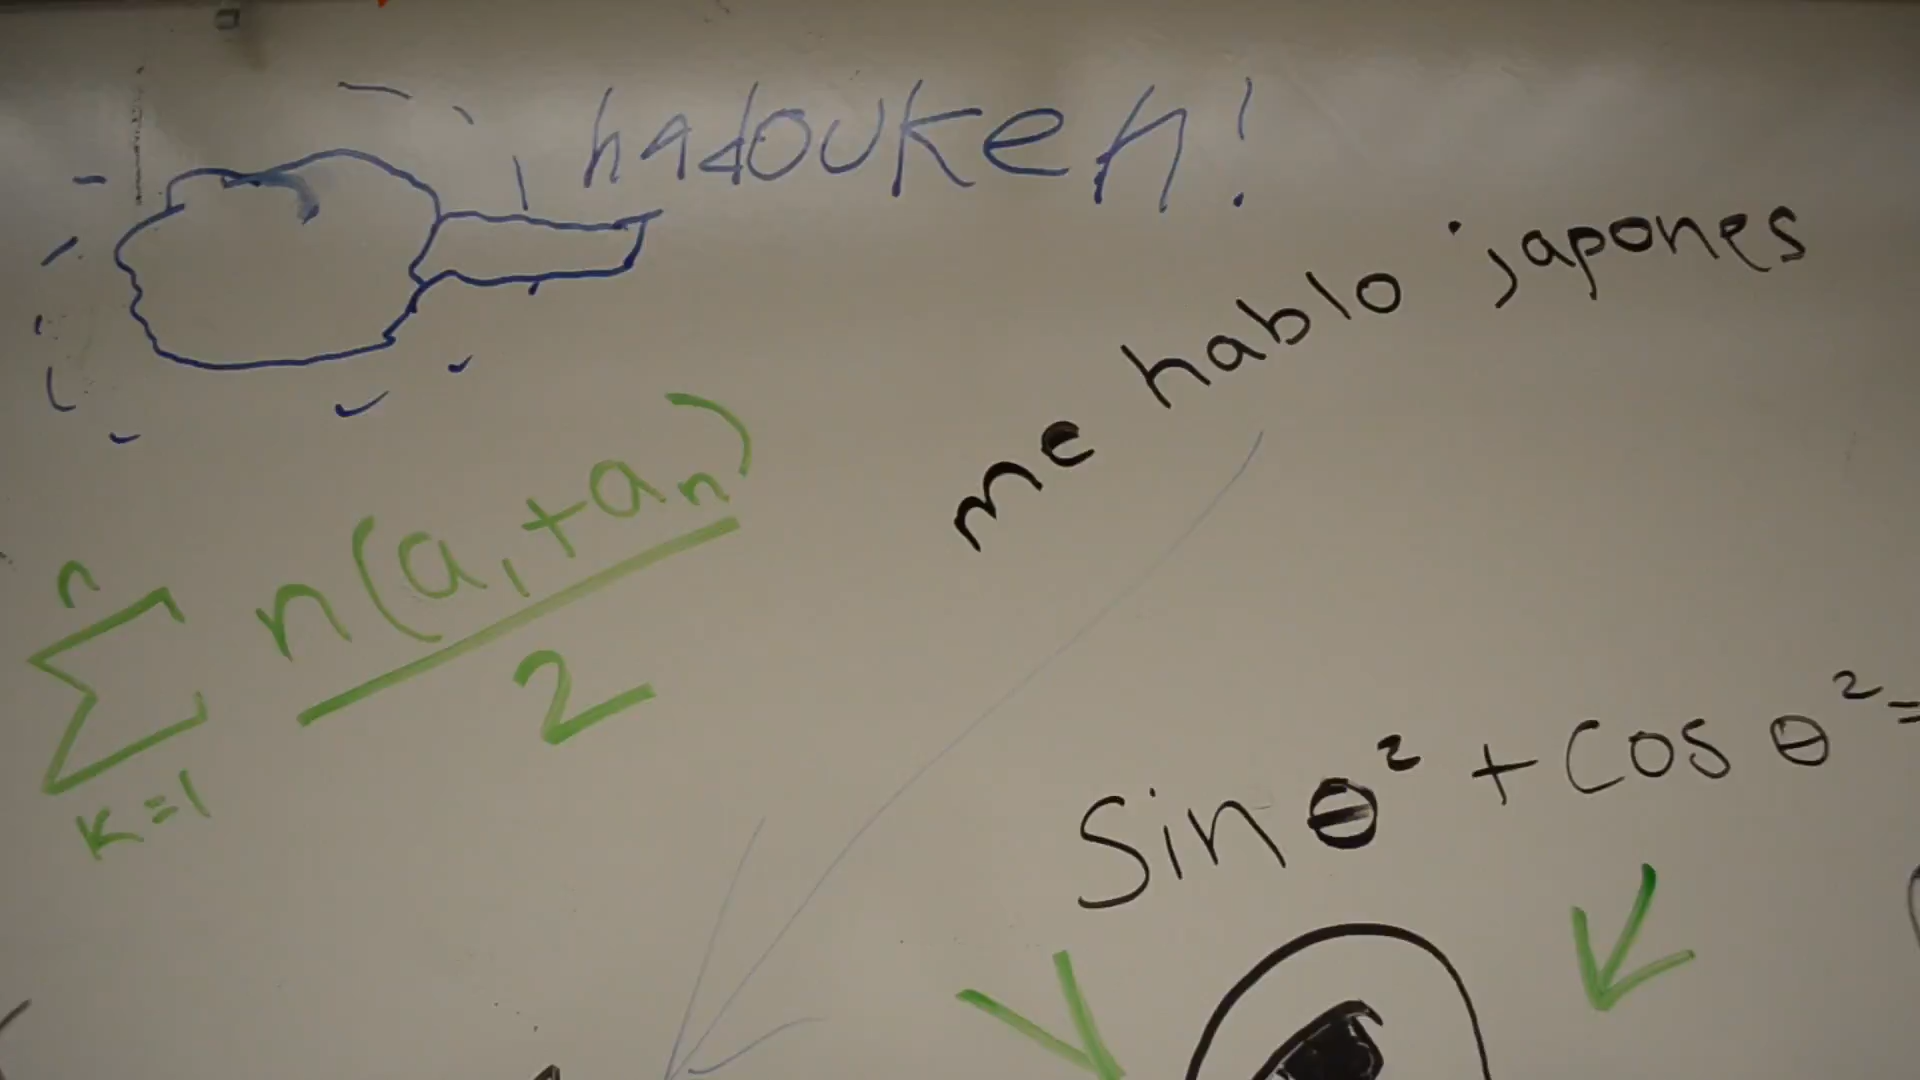 hadouken!
me hablo japones
n
∑ n(a₁+aₙ)
2
K=1
Sin θ² + Cos θ² =